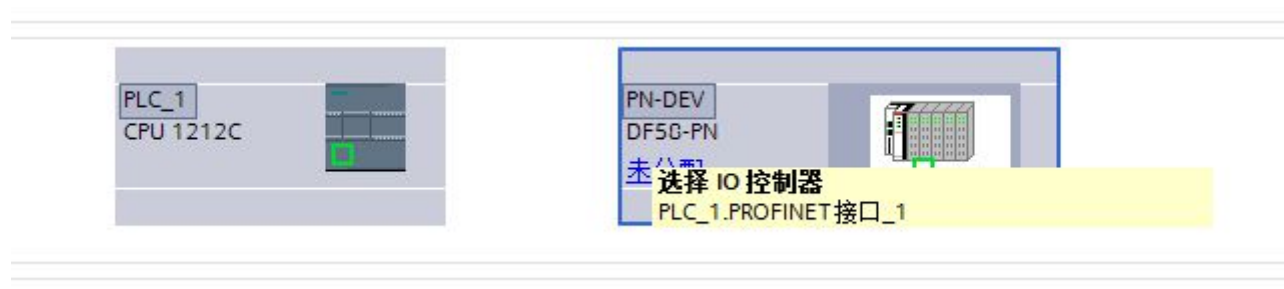 PLC_1
CPU 1212C
PN-DEV
DF58-PN
选择 IO 控制器
PLC_1.PROFINET接口_1